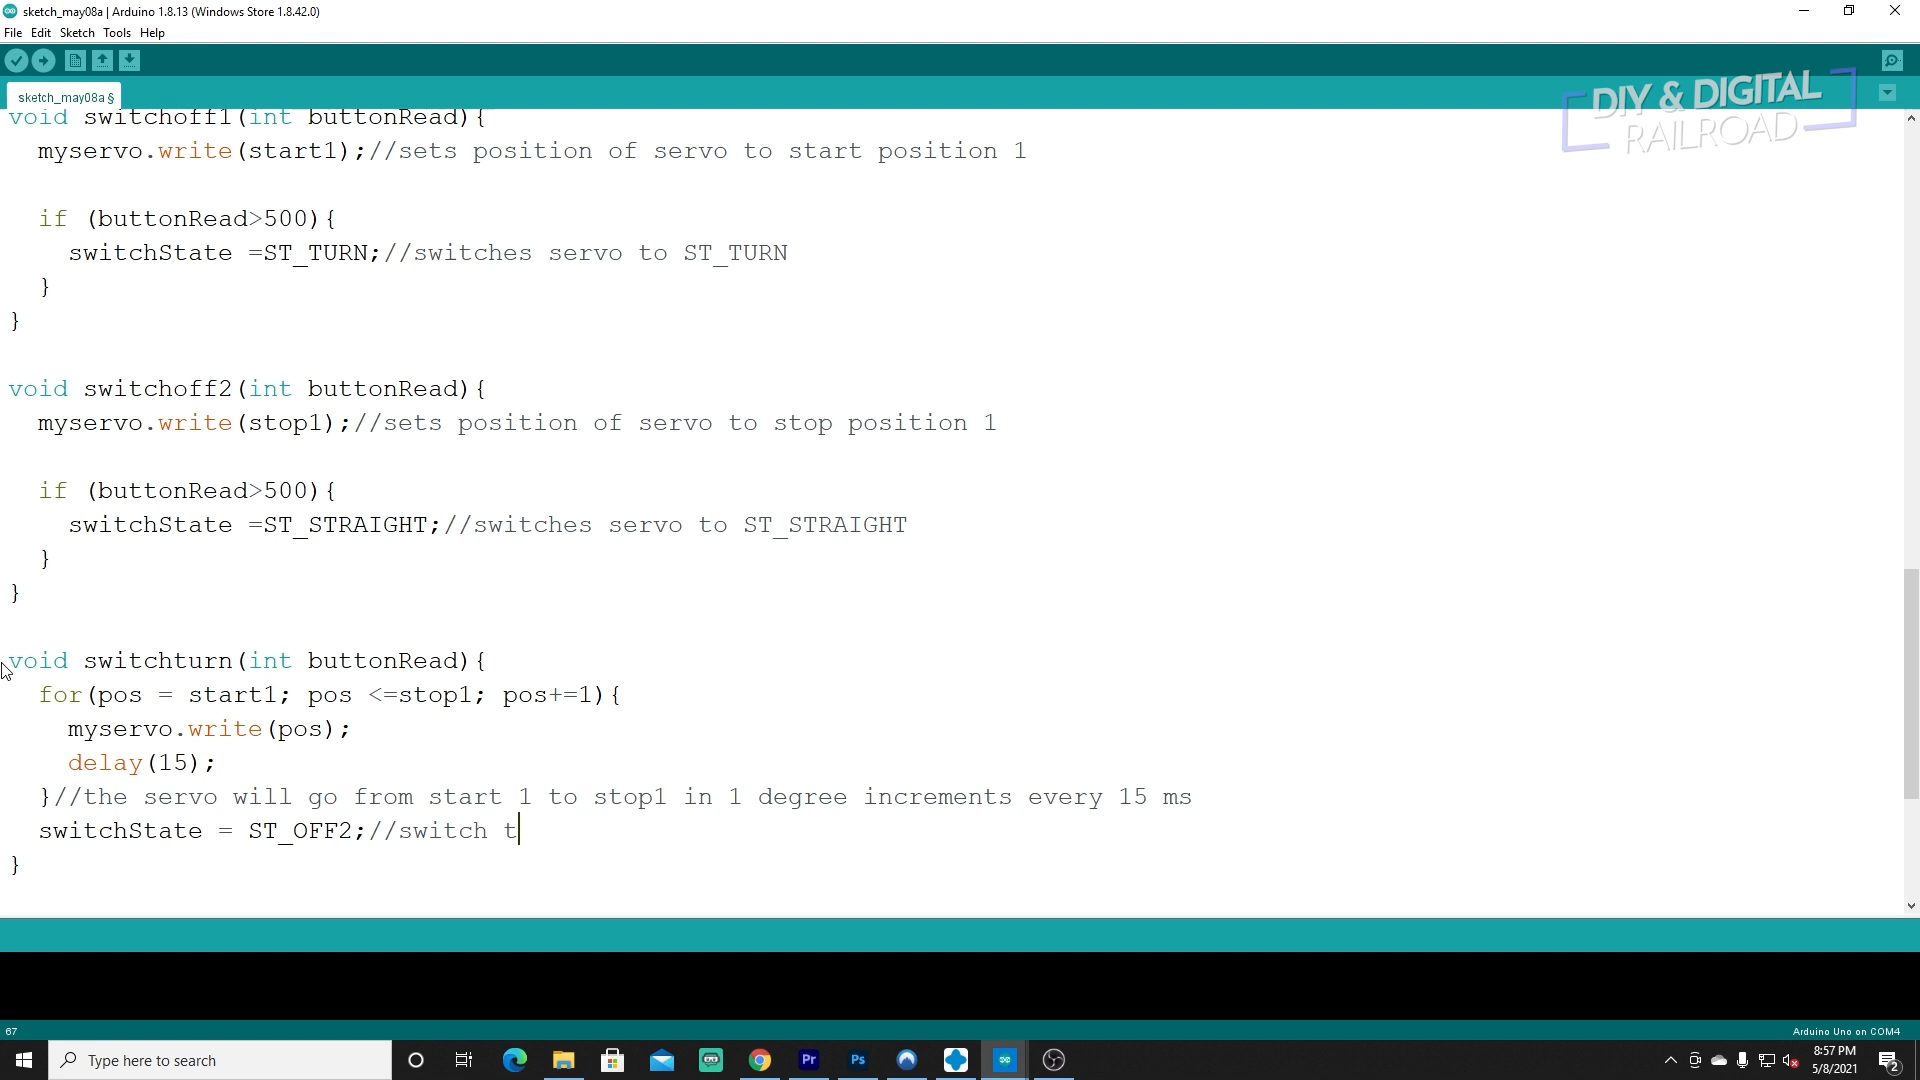 sketch_may08a | Arduino 1.8.13 (Windows Store 1.8.42.0)
File Edit Sketch Tools Help
sketch_may08a §
DIY & DIGITAL
RAILROAD
void switchoff1(int buttonRead){
  myservo.write(start1);//sets position of servo to start position 1
  if (buttonRead>500){
    switchState =ST_TURN;//switches servo to ST_TURN
  }
}
void switchoff2(int buttonRead){
  myservo.write(stop1);//sets position of servo to stop position 1
  if (buttonRead>500){
    switchState =ST_STRAIGHT;//switches servo to ST_STRAIGHT
  }
}
void switchturn(int buttonRead){
  for(pos = start1; pos <=stop1; pos+=1){
    myservo.write(pos);
    delay(15);
  }//the servo will go from start 1 to stop1 in 1 degree increments every 15 ms
  switchState = ST_OFF2;//switch t
}
67
Arduino Uno on COM4
Type here to search
Pr
Ps
8:57 PM
5/8/2021
2